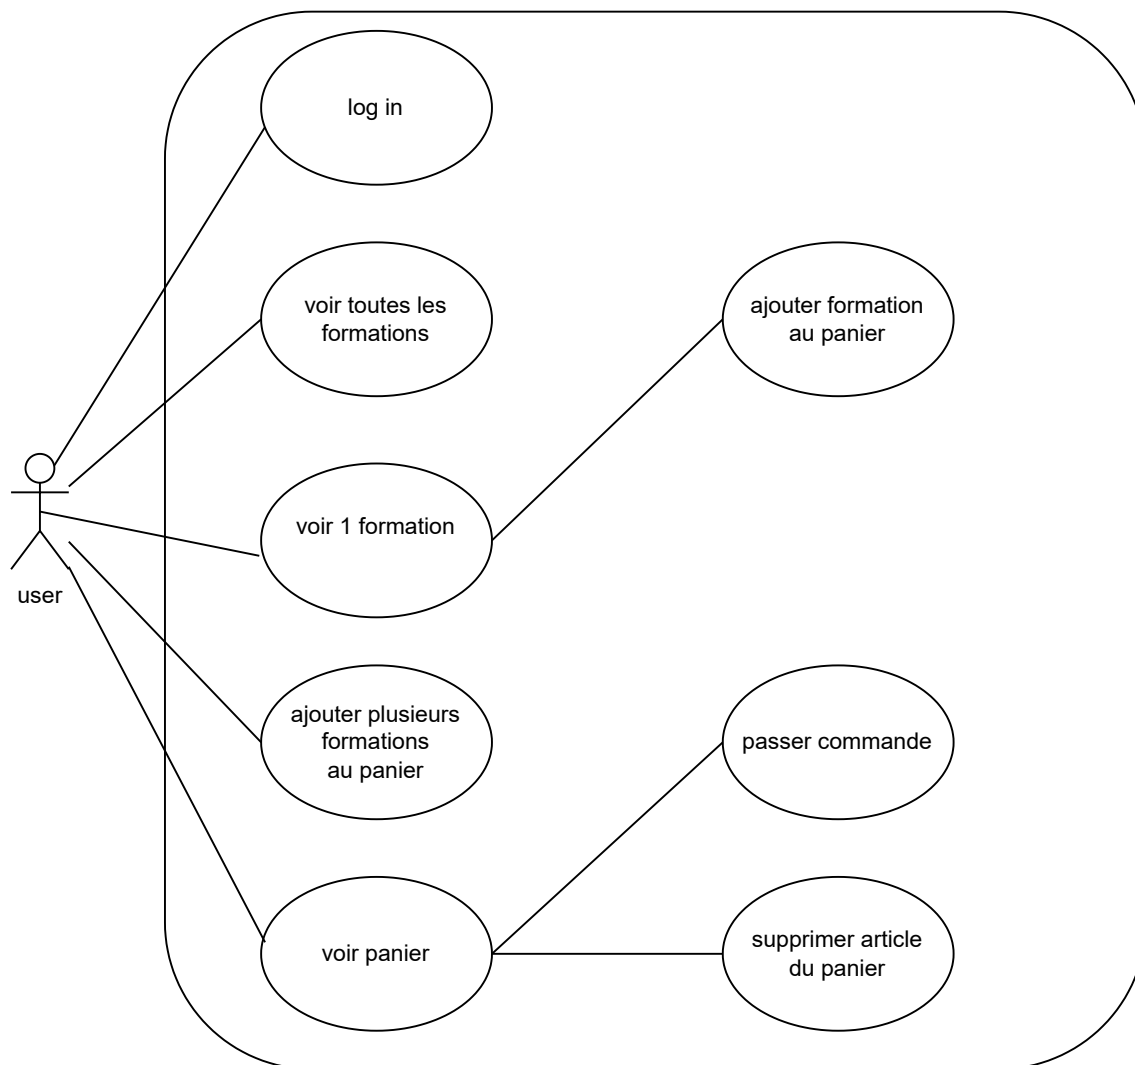 log in
voir toutes les
formations
ajouter formation
au panier
voir 1 formation
user
ajouter plusieurs
formations
au panier
passer commande
voir panier
supprimer article
du panier